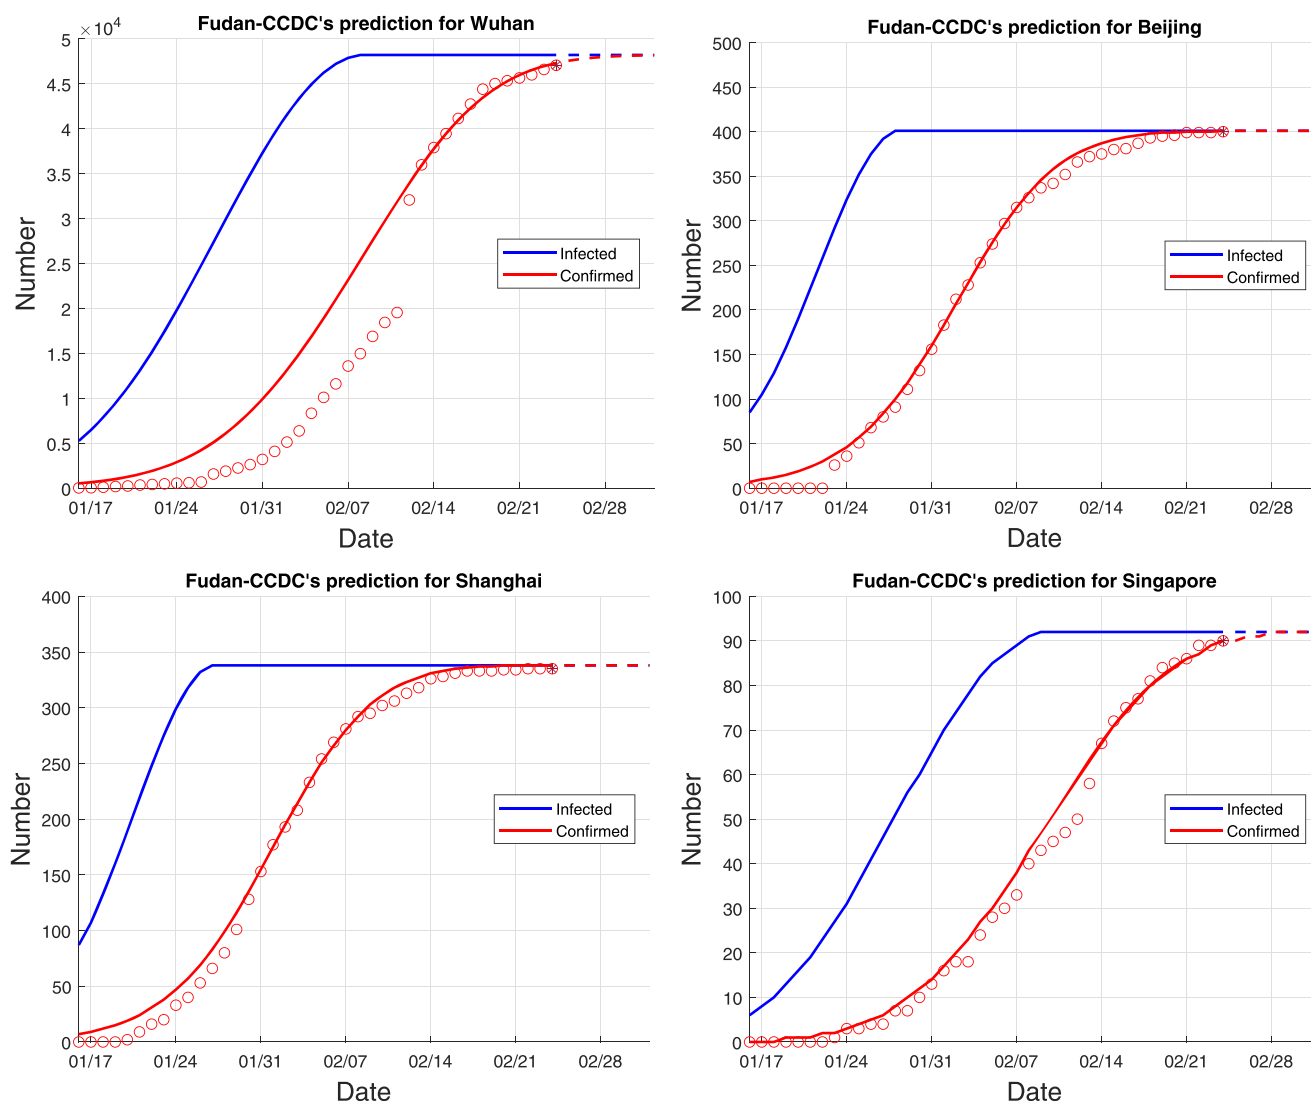 Fudan-CCDC's prediction for Wuhan
×10^4
5
4.5
4
3.5
3
2.5
2
1.5
1
0.5
0
Number
01/17 01/24 01/31 02/07 02/14 02/21 02/28
Date
Infected
Confirmed
Fudan-CCDC's prediction for Beijing
500
450
400
350
300
250
200
150
100
50
0
Number
01/17 01/24 01/31 02/07 02/14 02/21 02/28
Date
Infected
Confirmed
Fudan-CCDC's prediction for Shanghai
400
350
300
250
200
150
100
50
0
Number
01/17 01/24 01/31 02/07 02/14 02/21 02/28
Date
Infected
Confirmed
Fudan-CCDC's prediction for Singapore
100
90
80
70
60
50
40
30
20
10
0
Number
01/17 01/24 01/31 02/07 02/14 02/21 02/28
Date
Infected
Confirmed